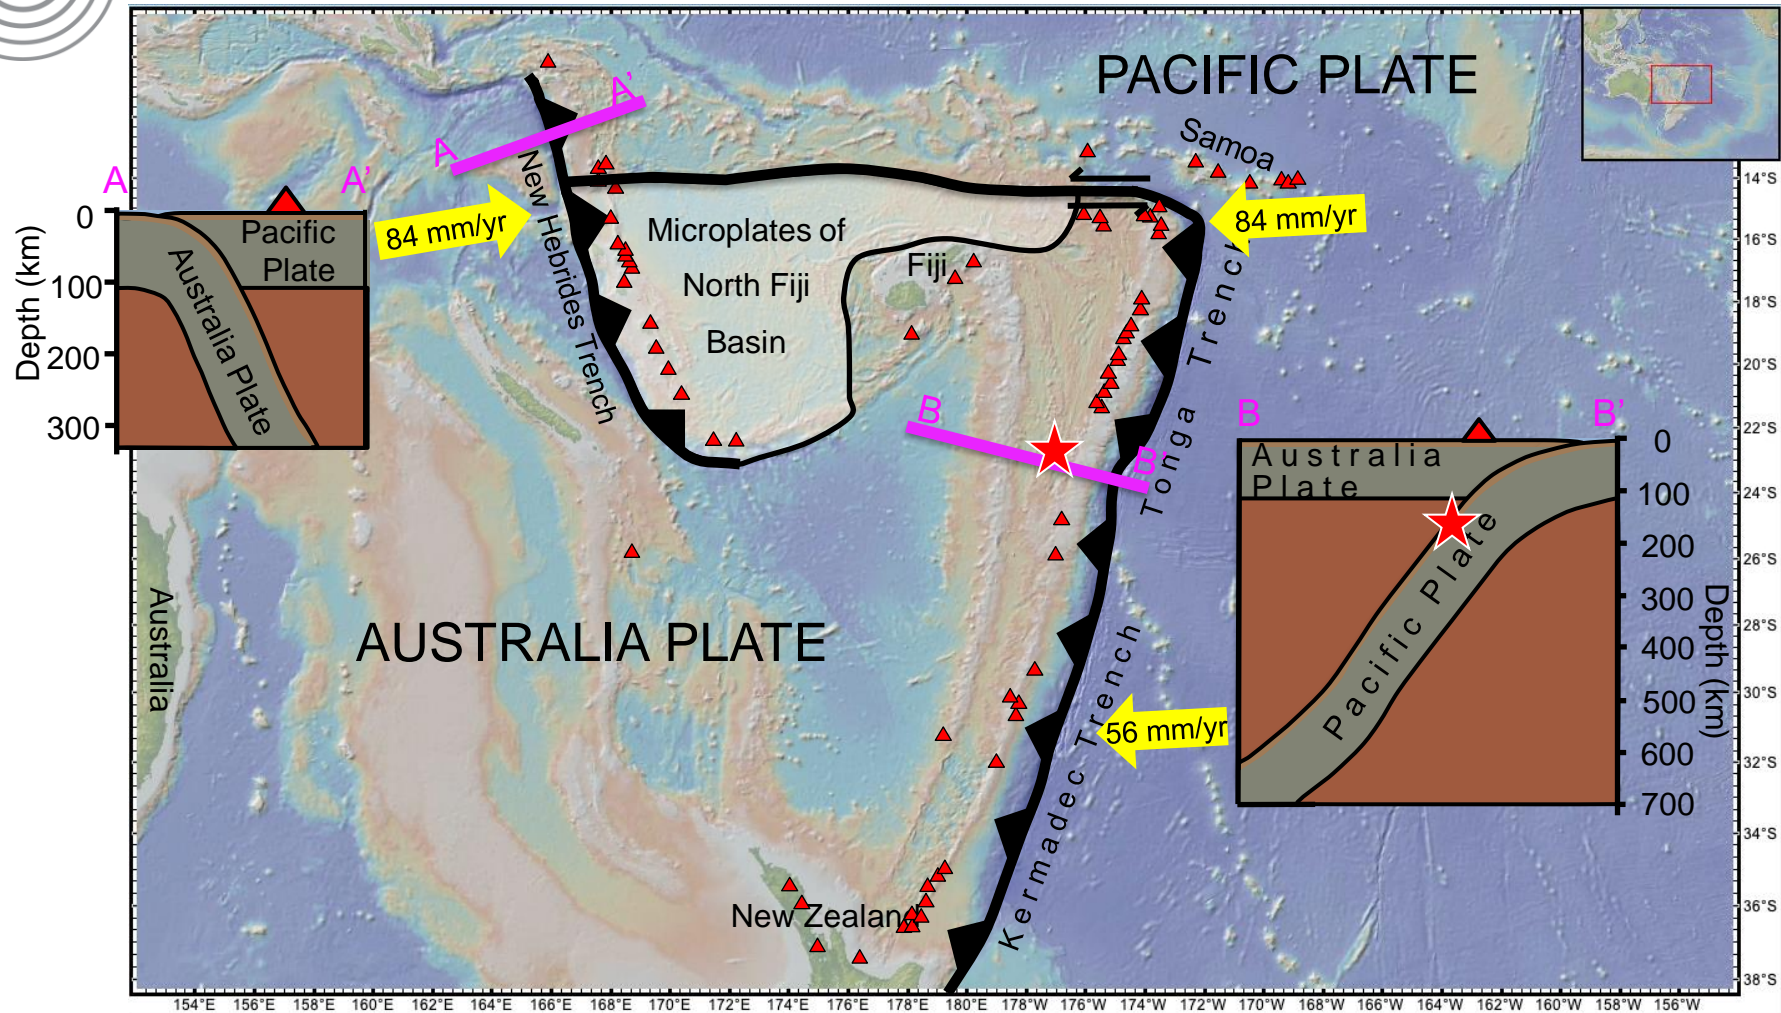 PACIFIC PLATE
Samoa
A
A'
A
A'
0
100
200
300
Depth (km)
Pacific
Plate
Australia Plate
84 mm/yr
New Hebrides Trench
Microplates of
North Fiji
Basin
Fiji
84 mm/yr
Tonga Trench
B
B'
B
B'
Australia
Plate
Pacific Plate
0
100
200
300
400
500
600
700
Depth (km)
AUSTRALIA PLATE
Australia
56 mm/yr
Kermadec Trench
New Zealand
14°S
16°S
18°S
20°S
22°S
24°S
26°S
28°S
30°S
32°S
34°S
36°S
38°S
154°E 156°E 158°E 160°E 162°E 164°E 166°E 168°E 170°E 172°E 174°E 176°E 178°E 180°E 178°W 176°W 174°W 172°W 170°W 168°W 166°W 164°W 162°W 160°W 158°W 156°W